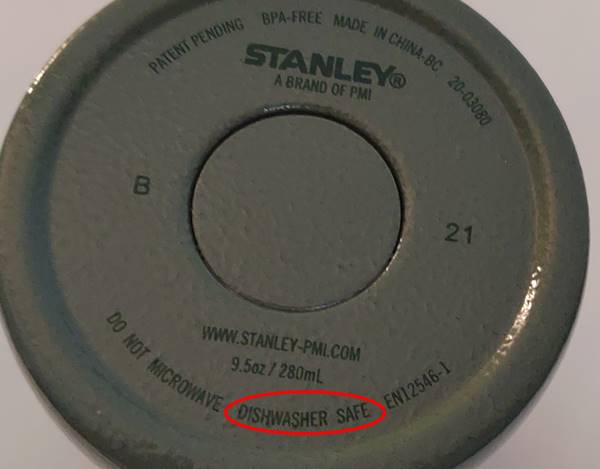 PATENT PENDING BPA-FREE MADE IN CHINA-BC 20-03080
STANLEY®
A BRAND OF PMI
B
21
WWW.STANLEY-PMI.COM
9.5oz / 280mL
DO NOT MICROWAVE DISHWASHER SAFE EN12546-1